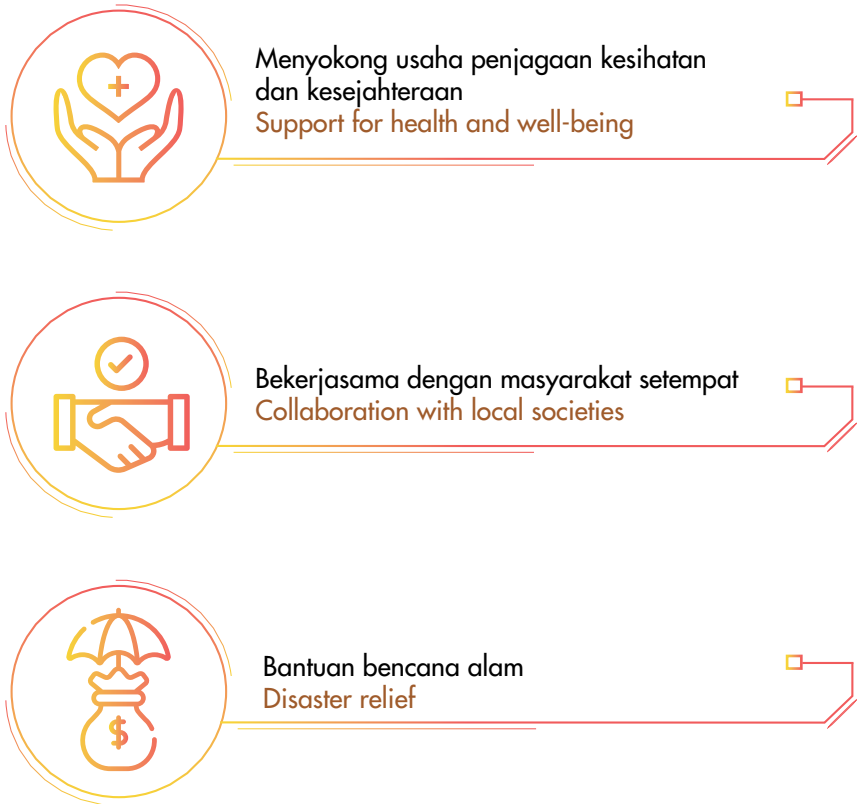 Menyokong usaha penjagaan kesihatan
dan kesejahteraan
Support for health and well-being
Bekerjasama dengan masyarakat setempat
Collaboration with local societies
Bantuan bencana alam
Disaster relief
$